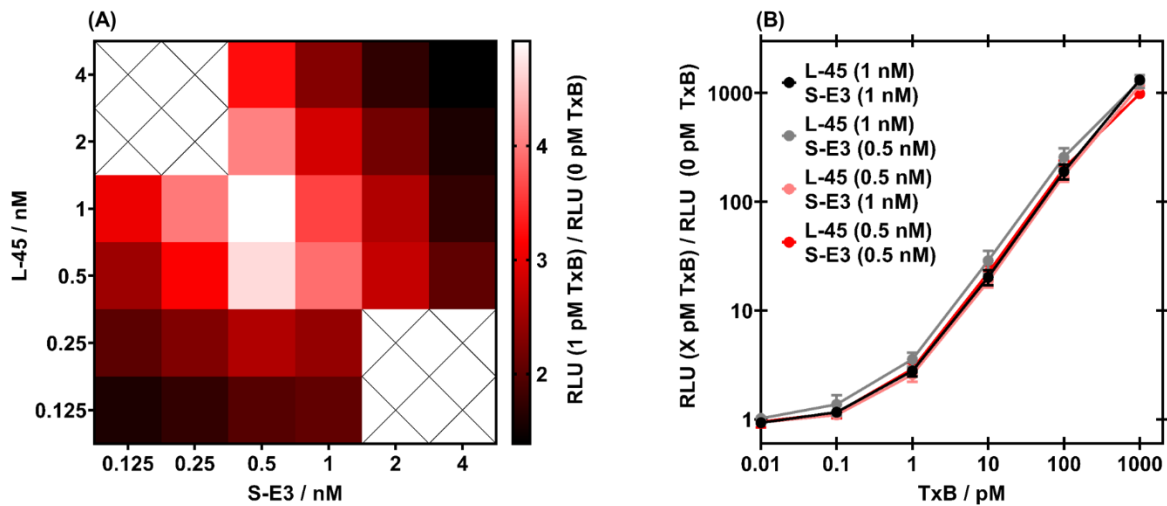 (A)
L-45 / nM
4
2
1
0.5
0.25
0.125
0.125 0.25 0.5 1 2 4
S-E3 / nM
4
3
2
RLU (1 pM TxB) / RLU (0 pM TxB)
(B)
RLU (X pM TxB) / RLU (0 pM TxB)
1000
100
10
1
L-45 (1 nM)
S-E3 (1 nM)
L-45 (1 nM)
S-E3 (0.5 nM)
L-45 (0.5 nM)
S-E3 (1 nM)
L-45 (0.5 nM)
S-E3 (0.5 nM)
0.01 0.1 1 10 100 1000
TxB / pM